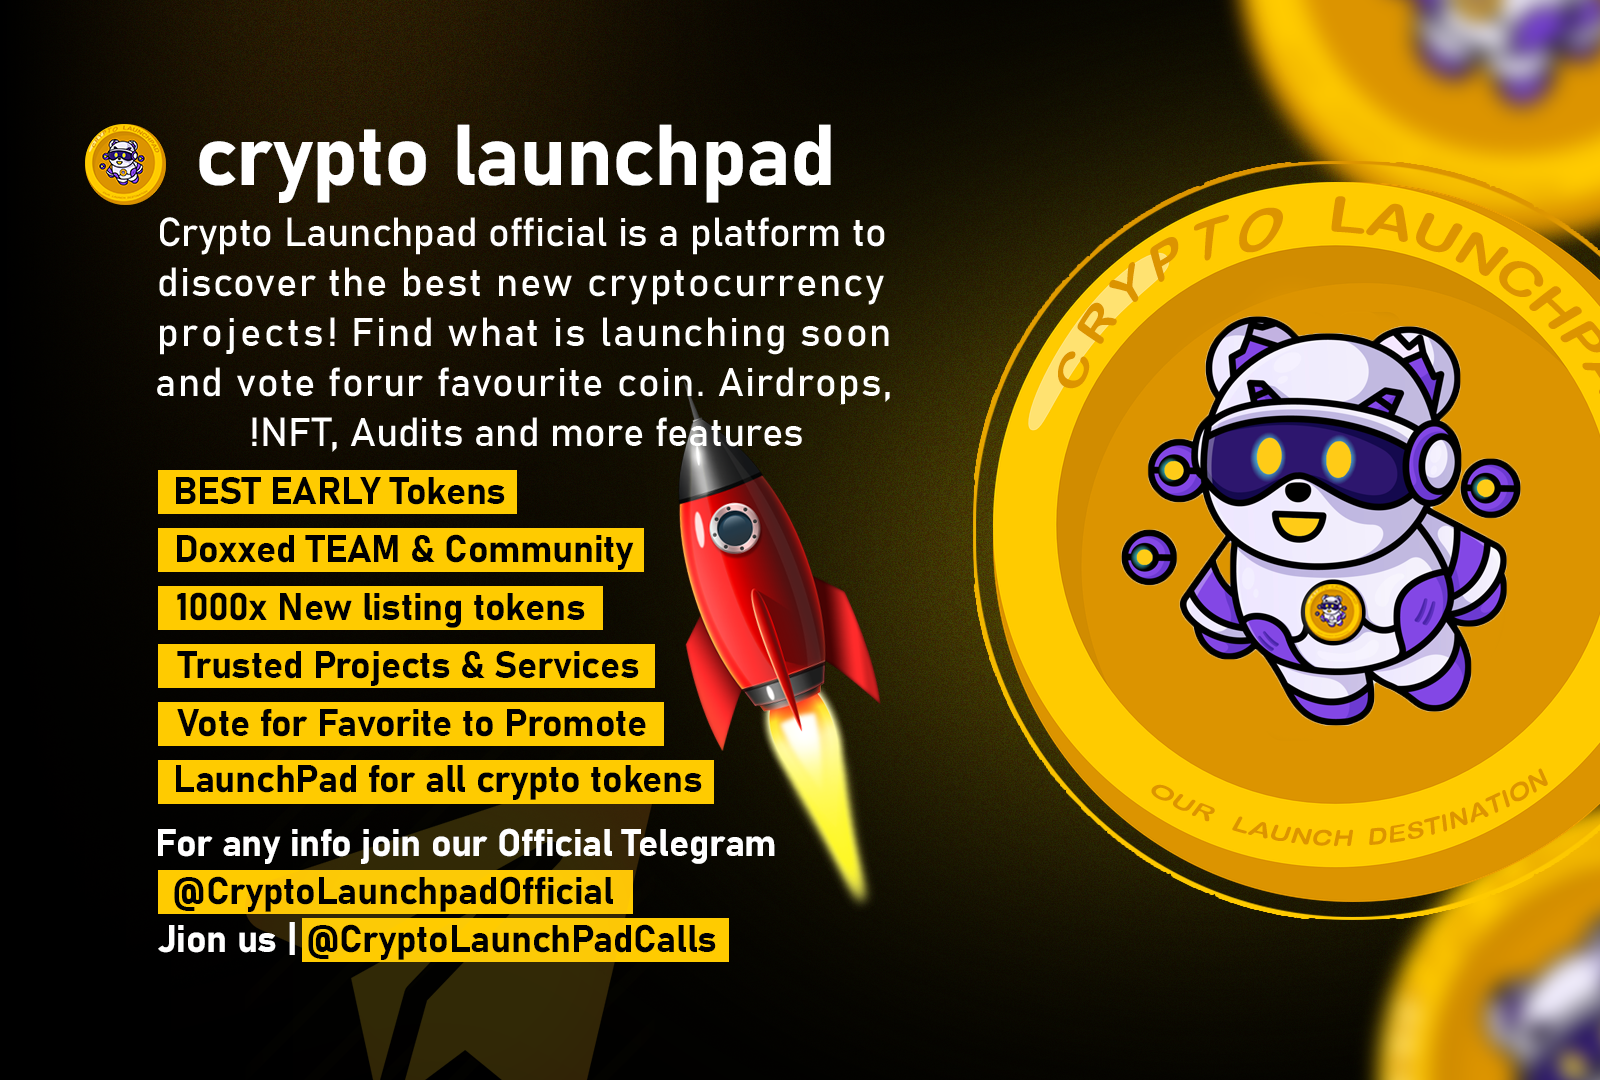 crypto launchpad
Crypto Launchpad official is a platform to
discover the best new cryptocurrency
projects! Find what is launching soon
and vote forur favourite coin. Airdrops,
!NFT, Audits and more features
BEST EARLY Tokens
Doxxed TEAM & Community
1000x New listing tokens
Trusted Projects & Services
Vote for Favorite to Promote
LaunchPad for all crypto tokens
For any info join our Official Telegram
@CryptoLaunchpadOfficial
Jion us | @CryptoLaunchPadCalls
CRYPTO LAUNCHPA
OUR LAUNCH DESTINATION